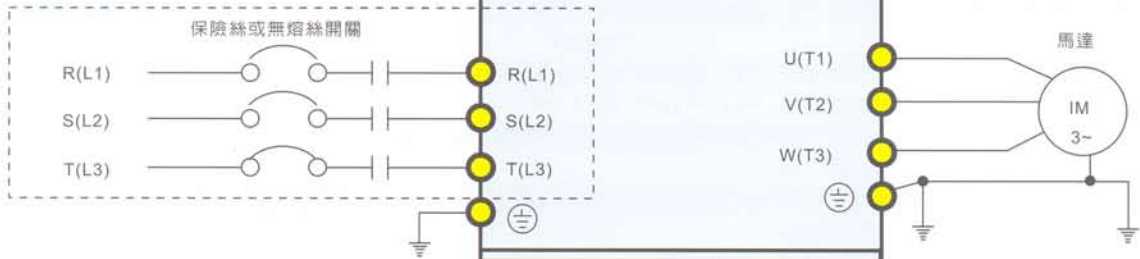 保險絲或無熔絲開關
R(L1)
S(L2)
T(L3)
R(L1)
S(L2)
T(L3)
U(T1)
V(T2)
W(T3)
馬達
IM
3~